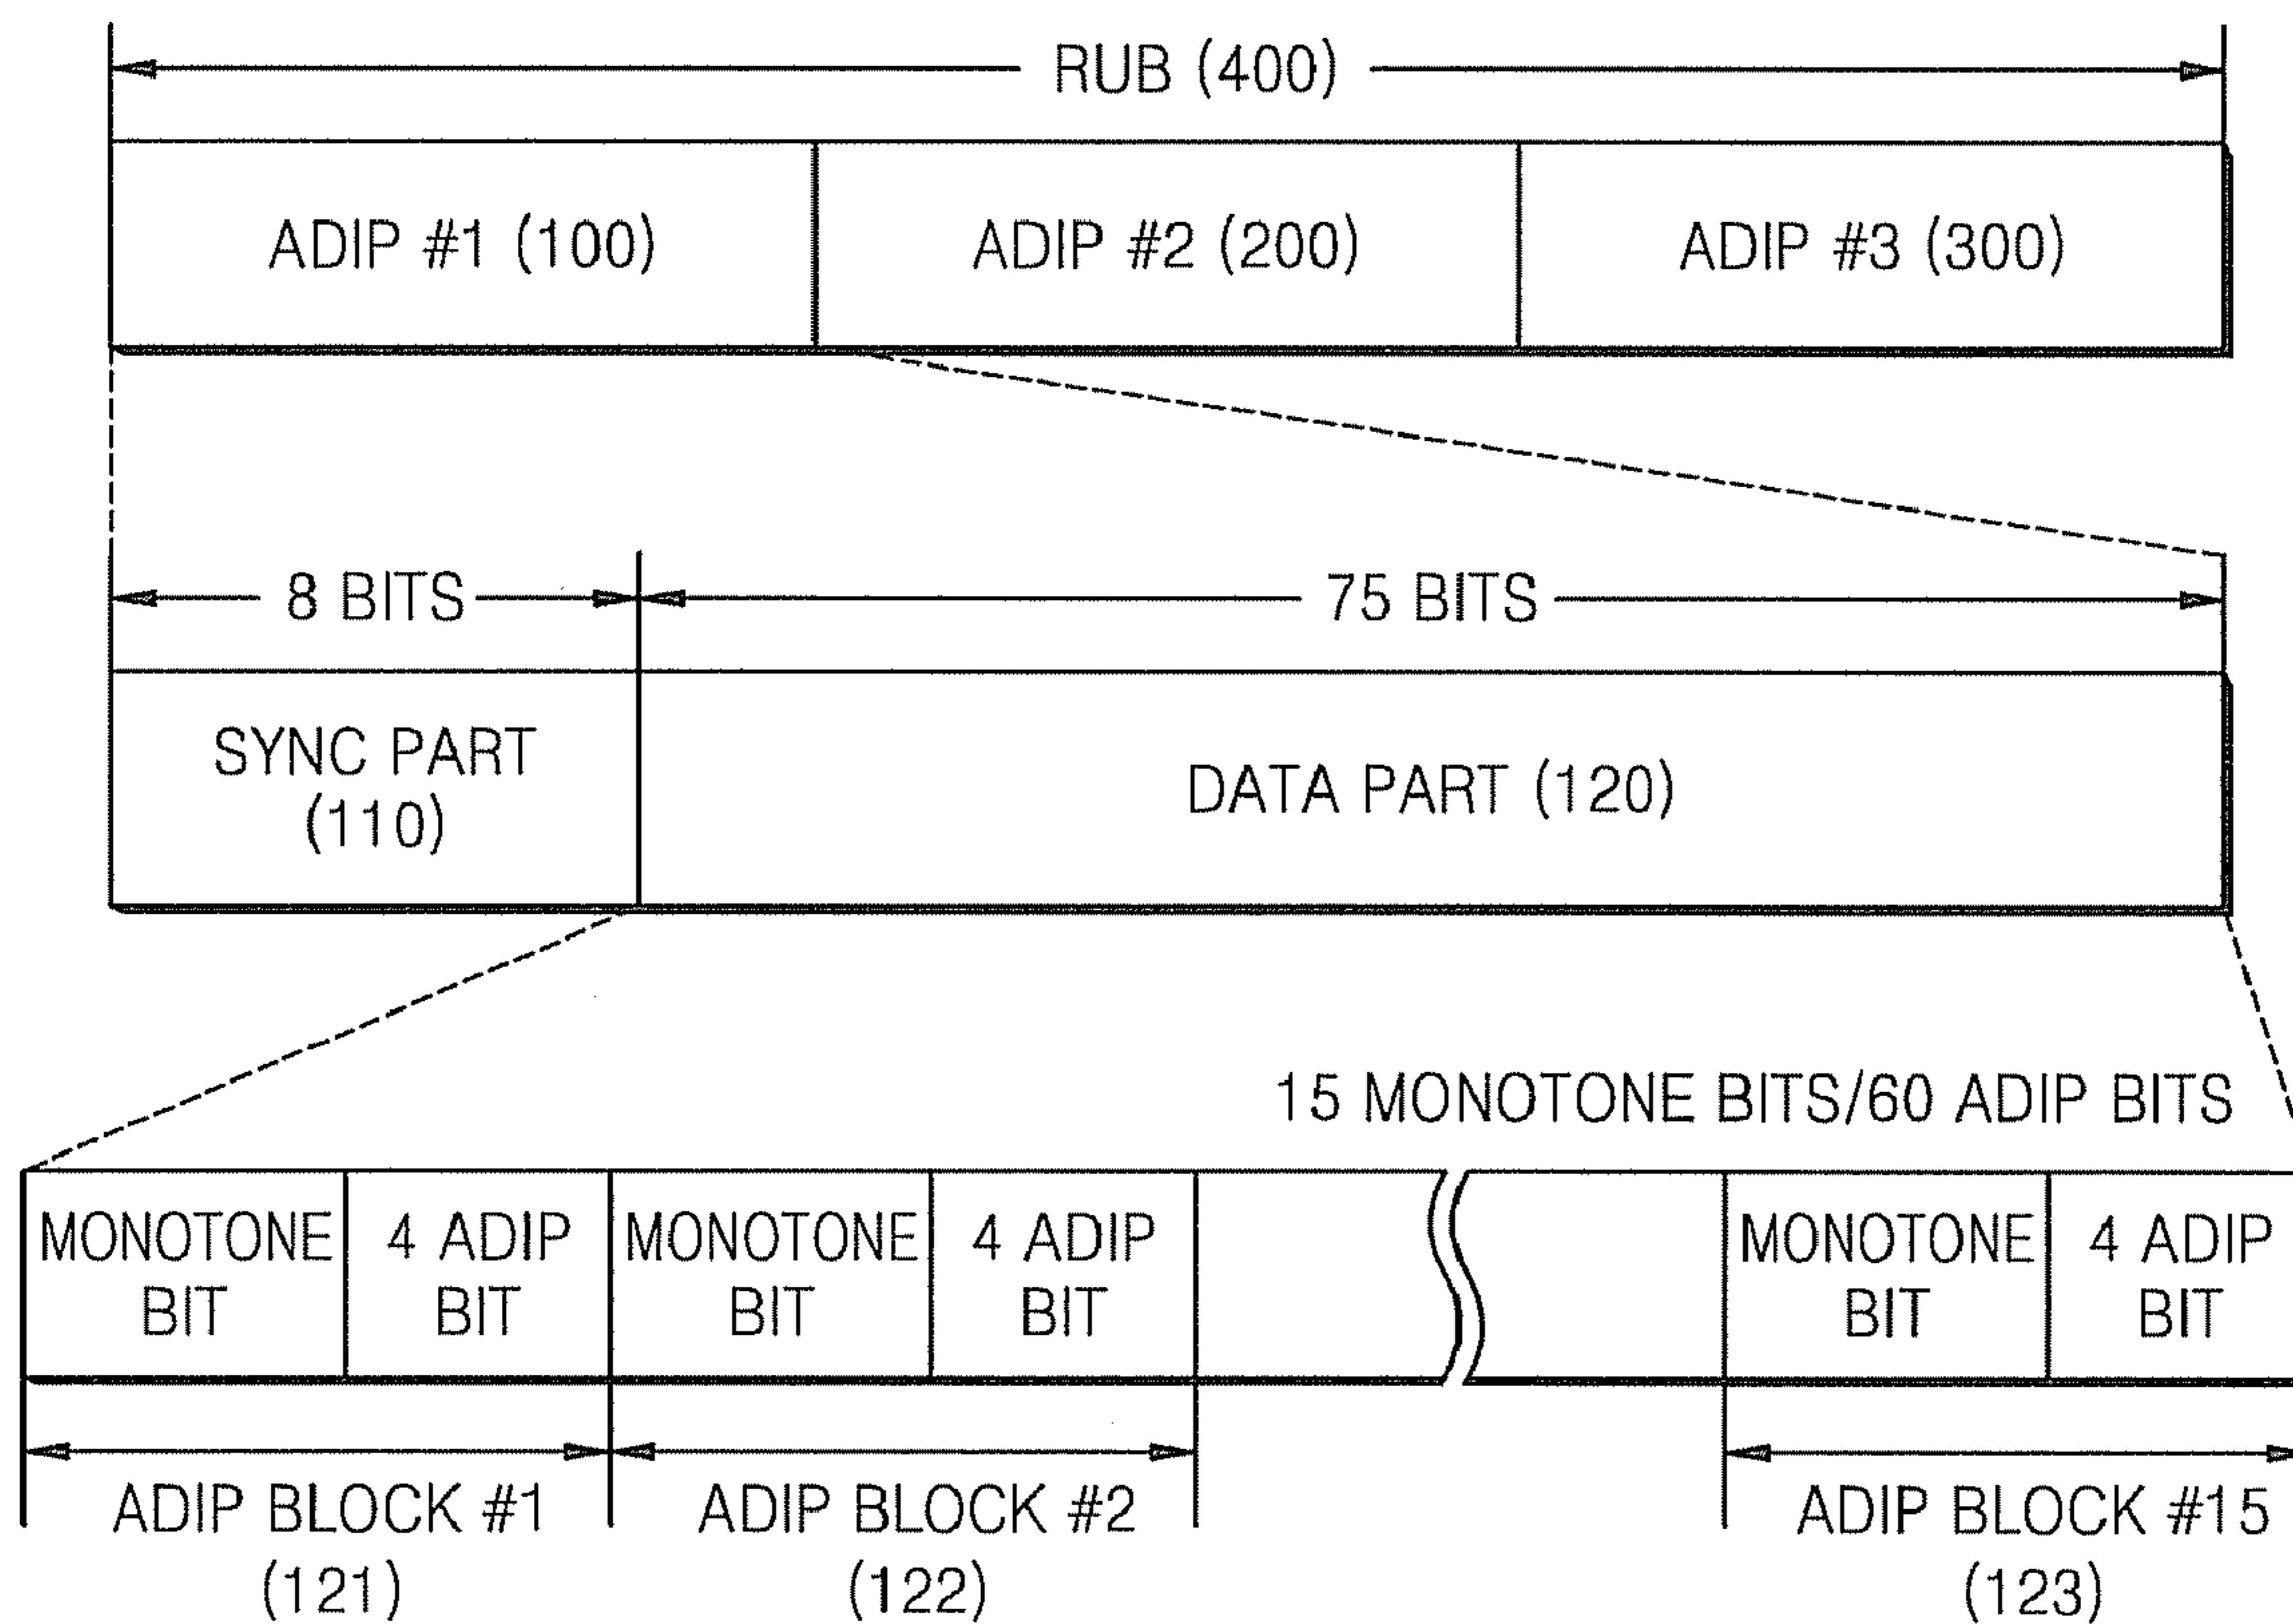 RUB (400)
ADIP #1 (100)
ADIP #2 (200)
ADIP #3 (300)
8 BITS
75 BITS
SYNC PART
(110)
DATA PART (120)
15 MONOTONE BITS/60 ADIP BITS
MONOTONE
BIT
4 ADIP
BIT
MONOTONE
BIT
4 ADIP
BIT
MONOTONE
BIT
4 ADIP
BIT
ADIP BLOCK #1
(121)
ADIP BLOCK #2
(122)
ADIP BLOCK #15
(123)